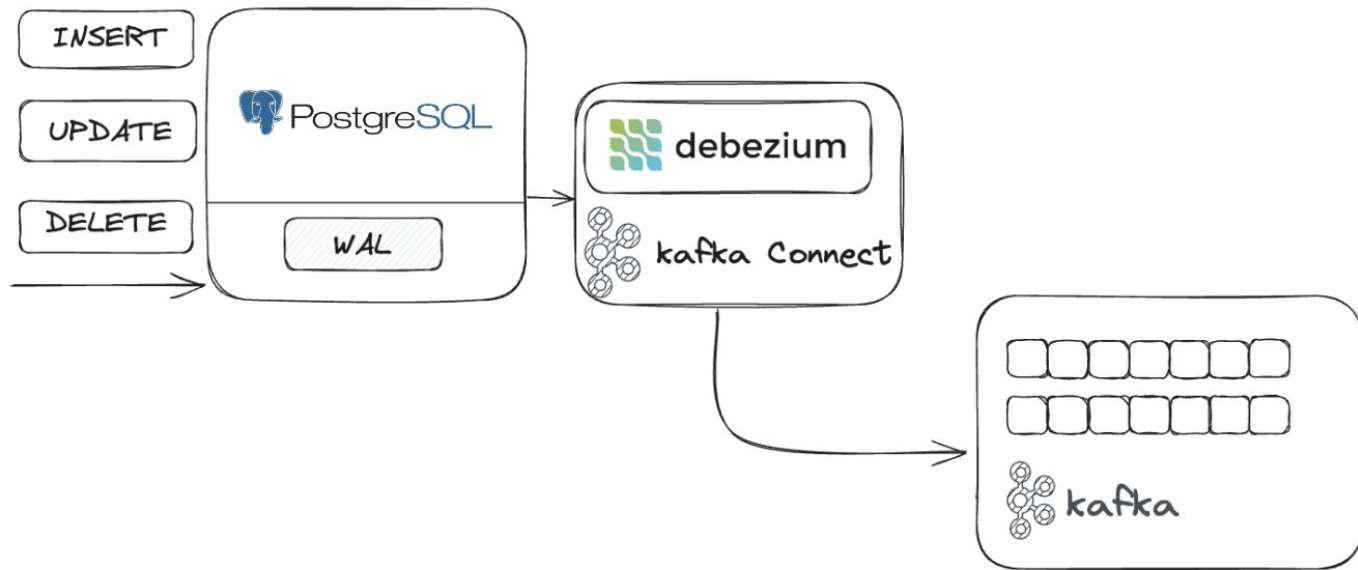 INSERT
UPDATE
DELETE
PostgreSQL
WAL
debezium
kafka Connect
kafka